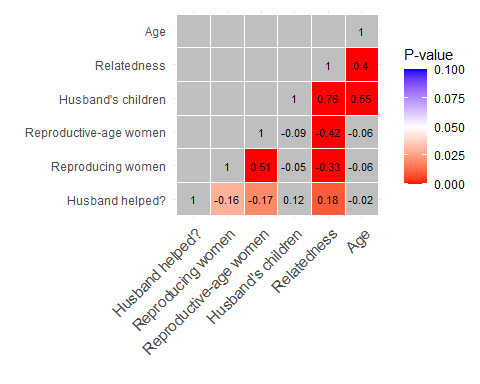 Age
1
Relatedness
1
0.4
Husband's children
1
0.76
0.55
Reproductive-age women
1
-0.09
-0.42
-0.06
Reproducing women
1
0.51
-0.05
-0.33
-0.06
Husband helped?
1
-0.16
-0.17
0.12
0.18
-0.02
Husband helped?
Reproducing women
Reproductive-age women
Husband's children
Relatedness
Age
P-value
0.100
0.075
0.050
0.025
0.000